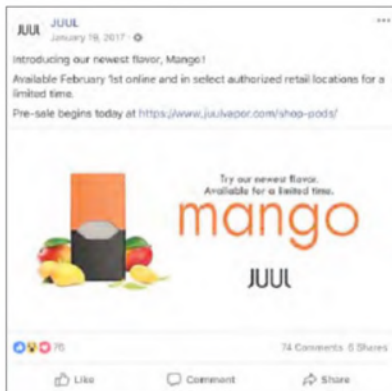 JUUL JUUL
January 19, 2017 ·
Introducing our newest flavor, Mango!
Available February 1st online and in select authorized retail locations for a
limited time.
Pre-sale begins today at https://www.juulvapor.com/shop-pods/
Try our newest flavor.
Available for a limited time.
mango
JUUL
76 74 Comments 6 Shares
Like Comment Share